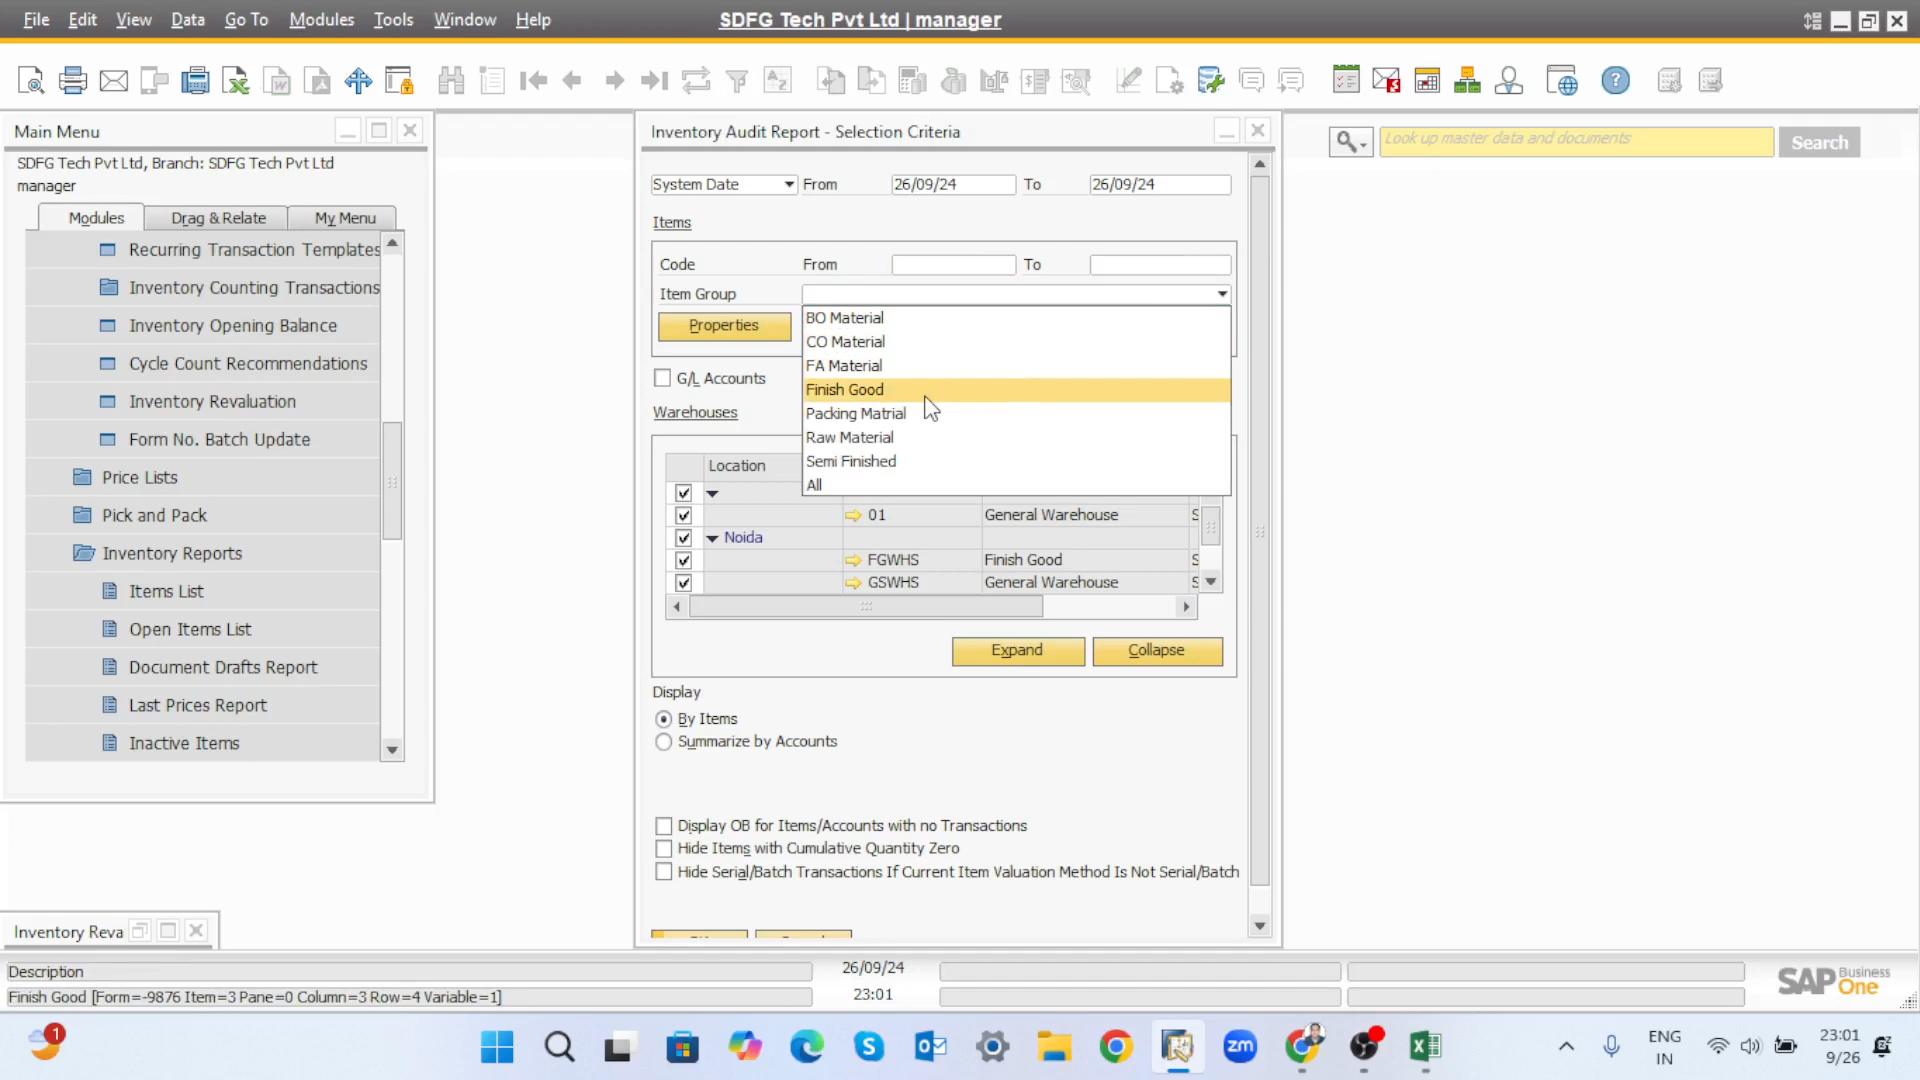 File Edit View Data Go To Modules Tools Window Help
SDFG Tech Pvt Ltd | manager
Main Menu
SDFG Tech Pvt Ltd, Branch: SDFG Tech Pvt Ltd
manager
Modules Drag & Relate My Menu
Recurring Transaction Templates
Inventory Counting Transactions
Inventory Opening Balance
Cycle Count Recommendations
Inventory Revaluation
Form No. Batch Update
Price Lists
Pick and Pack
Inventory Reports
Items List
Open Items List
Document Drafts Report
Last Prices Report
Inactive Items
Inventory Reva
Inventory Audit Report - Selection Criteria
System Date From 26/09/24 To 26/09/24
Items
Code From To
Item Group
Properties
BO Material
CO Material
FA Material
Finish Good
Packing Matrial
Raw Material
Semi Finished
All
G/L Accounts
Warehouses
Location
01 General Warehouse S
Noida
FGWHS Finish Good S
GSWHS General Warehouse S
Expand Collapse
Display
By Items
Summarize by Accounts
Display OB for Items/Accounts with no Transactions
Hide Items with Cumulative Quantity Zero
Hide Serial/Batch Transactions If Current Item Valuation Method Is Not Serial/Batch
Look up master data and documents
Search
Description
26/09/24
Finish Good [Form=-9876 Item=3 Pane=0 Column=3 Row=4 Variable=1]
23:01
SAP Business One
1
zm
ENG
IN
23:01
9/26